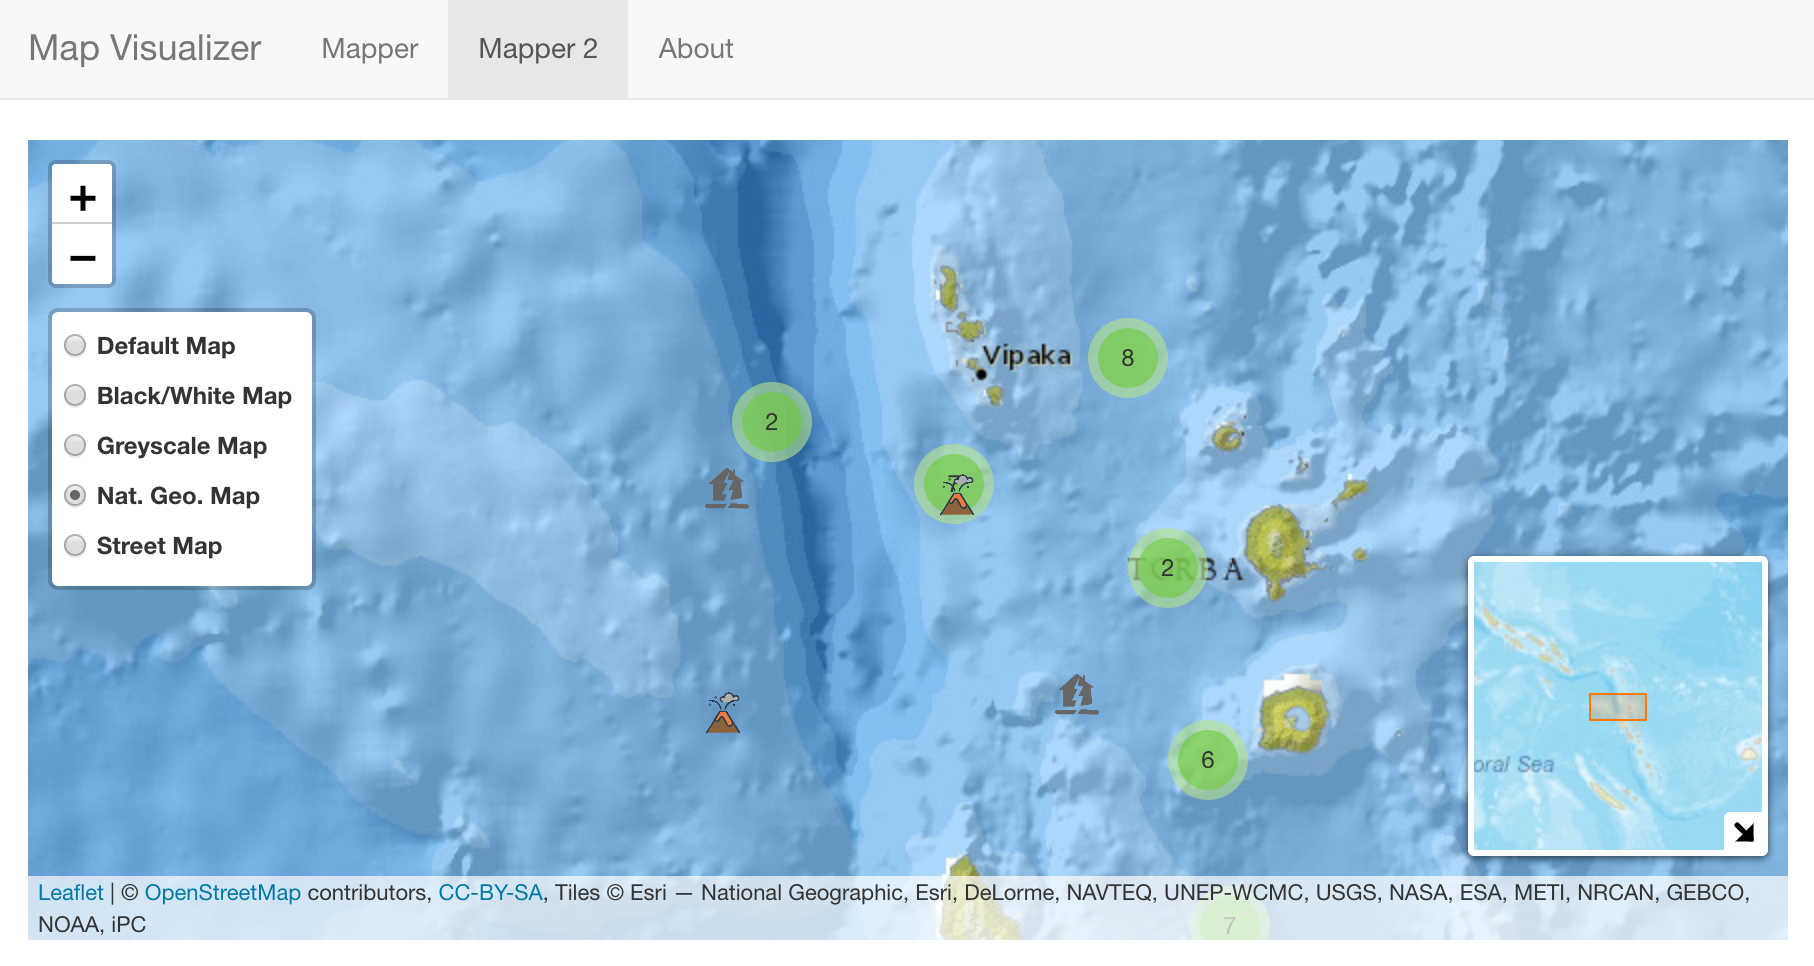 Map Visualizer Mapper Mapper 2 About
+
−
Default Map
Black/White Map
Greyscale Map
Nat. Geo. Map
Street Map
Vipaka
8
2
TORBA
2
6
oral Sea
Leaflet | © OpenStreetMap contributors, CC-BY-SA, Tiles © Esri — National Geographic, Esri, DeLorme, NAVTEQ, UNEP-WCMC, USGS, NASA, ESA, METI, NRCAN, GEBCO,
NOAA, iPC
7